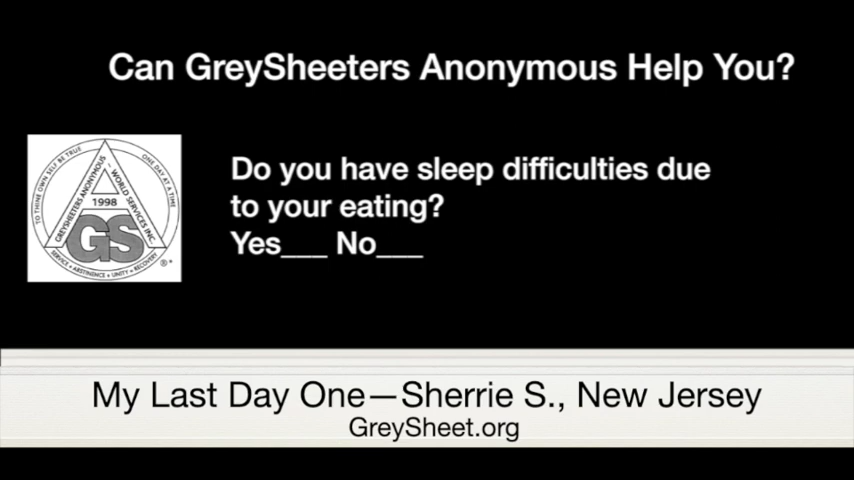 Can GreySheeters Anonymous Help You?
TO THINE OWN SELF BE TRUE
ONE DAY AT A TIME
GREYSHEETERS ANONYMOUS - WORLD SERVICES INC.
1998
GS
SERVICE • ABSTINENCE • UNITY • RECOVERY
®
Do you have sleep difficulties due
to your eating?
Yes___ No___
My Last Day One—Sherrie S., New Jersey
GreySheet.org